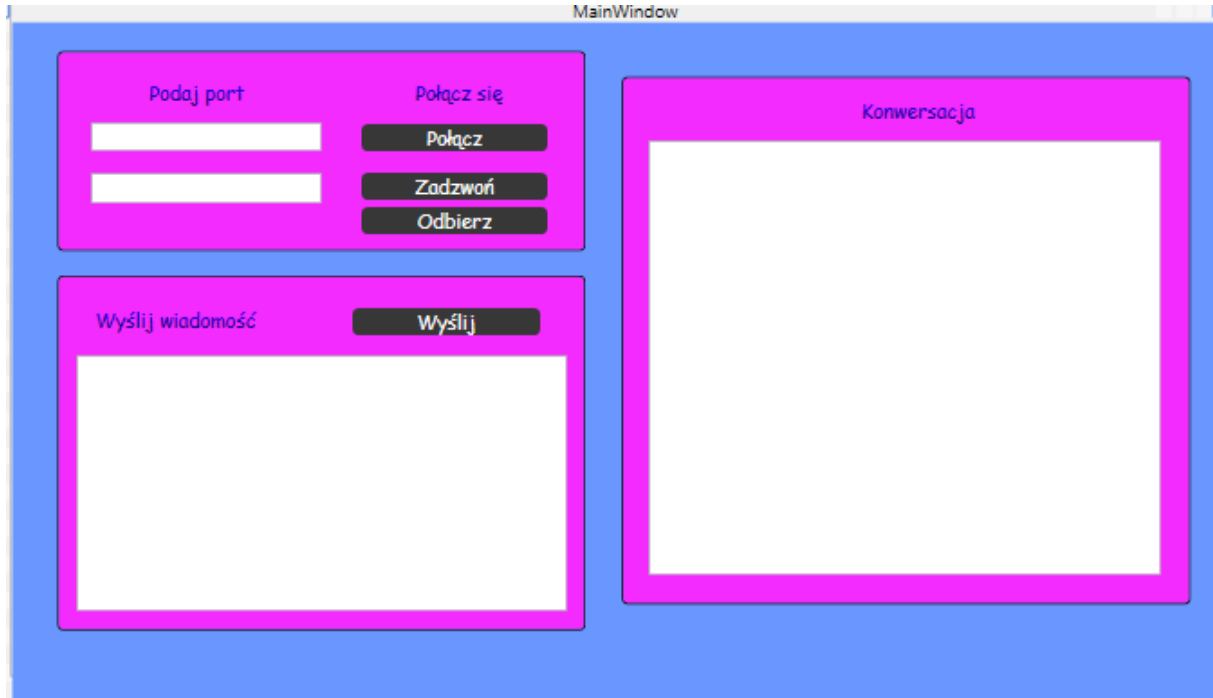 MainWindow
Podaj port
Połącz się
Połącz
Zadzwoń
Odbierz
Wyślij wiadomość
Wyślij
Konwersacja